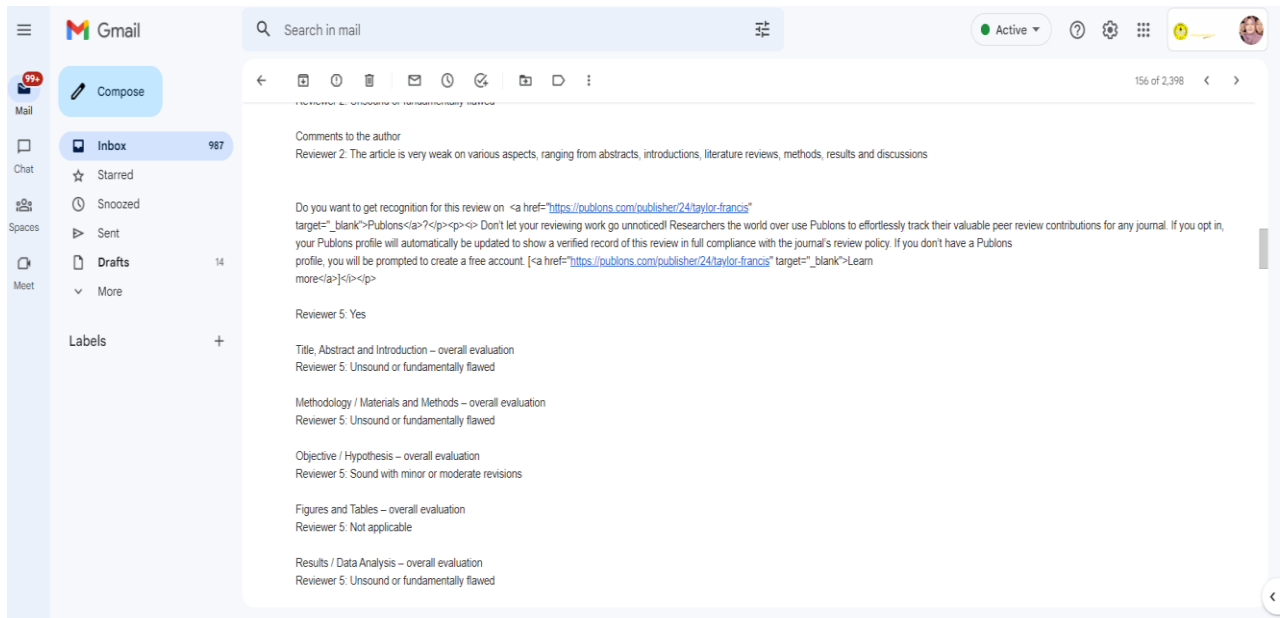 Gmail
Search in mail
Active
99+
Mail
Compose
156 of 2,398
Reviewer 2: Unsound or fundamentally flawed
Chat
Inbox 987
Comments to the author
Reviewer 2: The article is very weak on various aspects, ranging from abstracts, introductions, literature reviews, methods, results and discussions
Starred
Spaces
Snoozed
Do you want to get recognition for this review on <a href="https://publons.com/publisher/24/taylor-francis"
target="_blank">Publons</a>?</p><p><i> Don't let your reviewing work go unnoticed! Researchers the world over use Publons to effortlessly track their valuable peer review contributions for any journal. If you opt in,
your Publons profile will automatically be updated to show a verified record of this review in full compliance with the journal's review policy. If you don't have a Publons
profile, you will be prompted to create a free account. [<a href="https://publons.com/publisher/24/taylor-francis" target="_blank">Learn
more</a>]</i></p>
Sent
Drafts 14
Meet
More
Reviewer 5: Yes
Labels
Title, Abstract and Introduction – overall evaluation
Reviewer 5: Unsound or fundamentally flawed
Methodology / Materials and Methods – overall evaluation
Reviewer 5: Unsound or fundamentally flawed
Objective / Hypothesis – overall evaluation
Reviewer 5: Sound with minor or moderate revisions
Figures and Tables – overall evaluation
Reviewer 5: Not applicable
Results / Data Analysis – overall evaluation
Reviewer 5: Unsound or fundamentally flawed